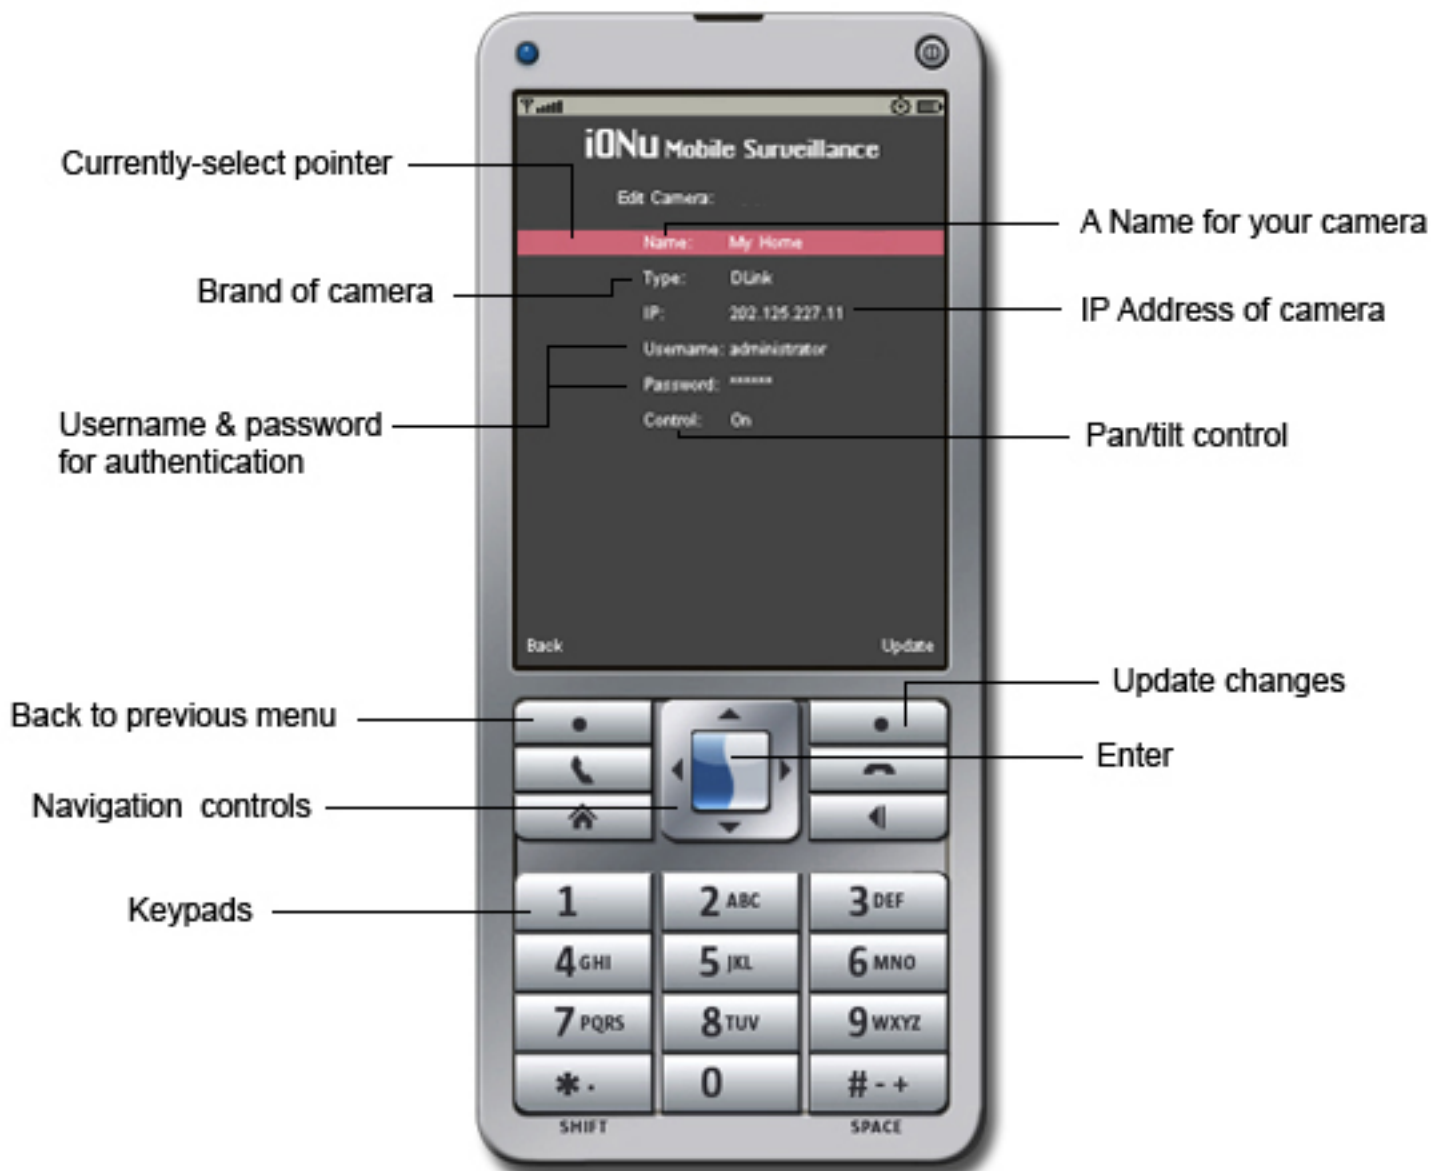 iONu Mobile Surveillance
Currently-select pointer
Edit Camera:
A Name for your camera
Name: My Home
Brand of camera
Type: DLink
IP Address of camera
IP: 202.125.227.11
Username: administrator
Password: ******
Username & password
for authentication
Control: On
Pan/tilt control
Back
Update
Update changes
Back to previous menu
Enter
Navigation controls
Keypads
1
2 ABC
3 DEF
4 GHI
5 JKL
6 MNO
7 PQRS
8 TUV
9 WXYZ
* .
0
# - +
SHIFT
SPACE